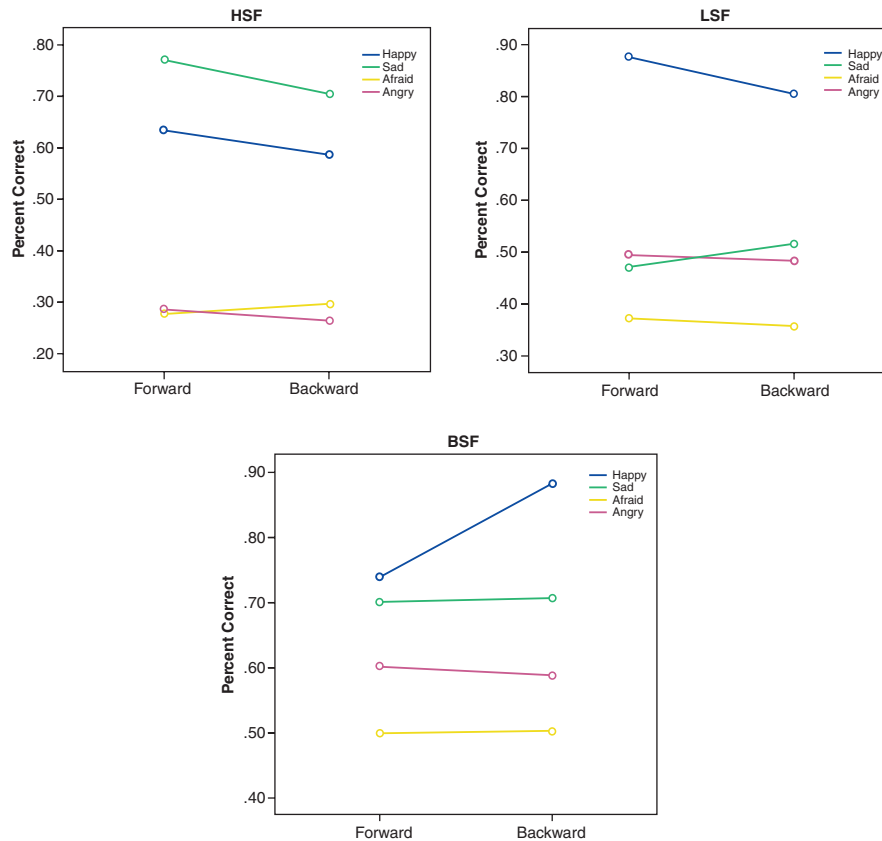 HSF
.80
.70
.60
.50
.40
.30
.20
Percent Correct
Happy
Sad
Afraid
Angry
Forward Backward
LSF
.90
.80
.70
.60
.50
.40
.30
Percent Correct
Happy
Sad
Afraid
Angry
Forward Backward
BSF
.90
.80
.70
.60
.50
.40
Percent Correct
Happy
Sad
Afraid
Angry
Forward Backward